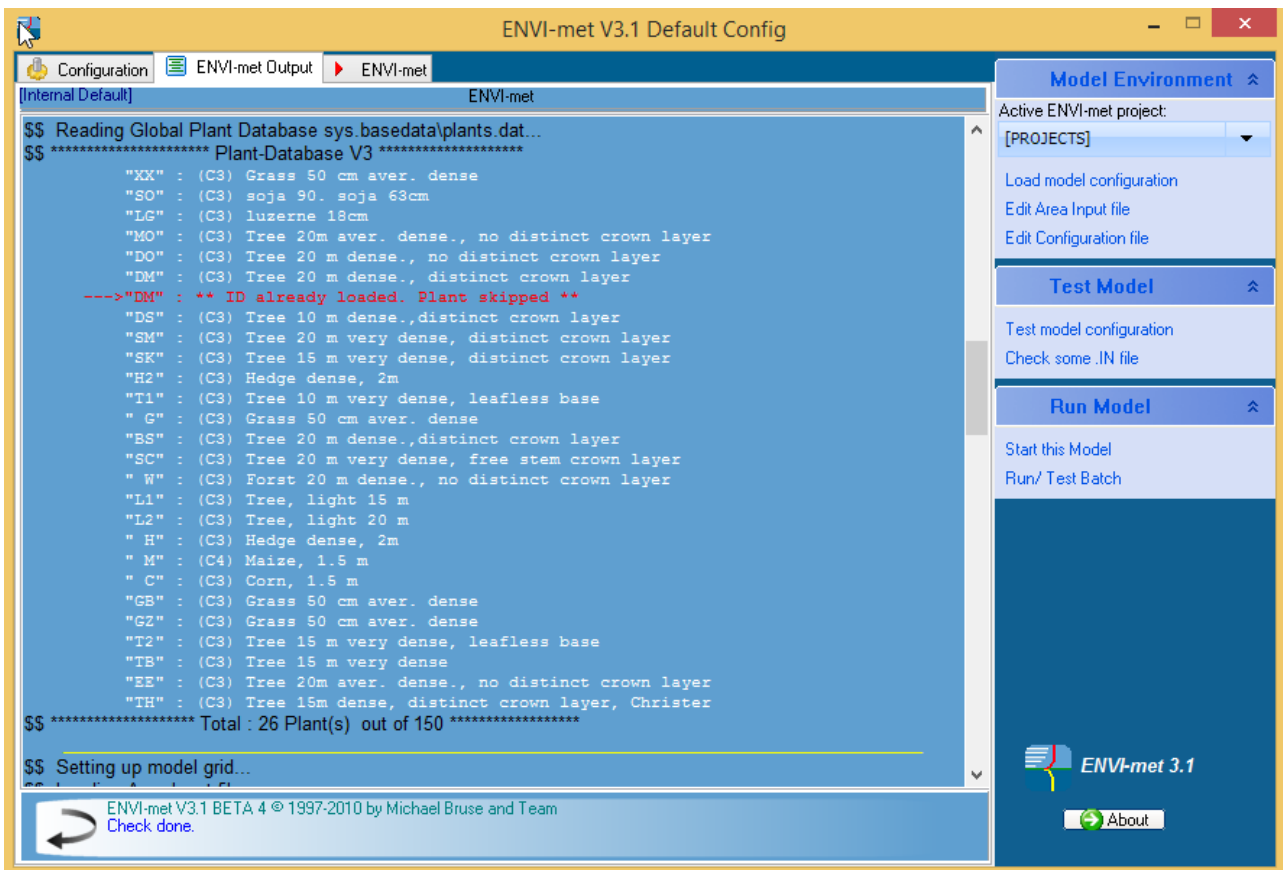 ENVI-met V3.1 Default Config
Configuration
ENVI-met Output
ENVI-met
[Internal Default]
ENVI-met
$$ Reading Global Plant Database sys.basedata\plants.dat...
$$ ********************** Plant-Database V3 ********************
"XX" : (C3) Grass 50 cm aver. dense
"SO" : (C3) soja 90. soja 63cm
"LG" : (C3) luzerne 18cm
"MO" : (C3) Tree 20m aver. dense., no distinct crown layer
"DO" : (C3) Tree 20 m dense., no distinct crown layer
"DM" : (C3) Tree 20 m dense., distinct crown layer
--->"DM" : ** ID already loaded. Plant skipped **
"DS" : (C3) Tree 10 m dense.,distinct crown layer
"SM" : (C3) Tree 20 m very dense, distinct crown layer
"SK" : (C3) Tree 15 m very dense, distinct crown layer
"H2" : (C3) Hedge dense, 2m
"T1" : (C3) Tree 10 m very dense, leafless base
" G" : (C3) Grass 50 cm aver. dense
"BS" : (C3) Tree 20 m dense.,distinct crown layer
"SC" : (C3) Tree 20 m very dense, free stem crown layer
" W" : (C3) Forst 20 m dense., no distinct crown layer
"L1" : (C3) Tree, light 15 m
"L2" : (C3) Tree, light 20 m
" H" : (C3) Hedge dense, 2m
" M" : (C4) Maize, 1.5 m
" C" : (C3) Corn, 1.5 m
"GB" : (C3) Grass 50 cm aver. dense
"GZ" : (C3) Grass 50 cm aver. dense
"T2" : (C3) Tree 15 m very dense, leafless base
"TB" : (C3) Tree 15 m very dense
"EE" : (C3) Tree 20m aver. dense., no distinct crown layer
"TH" : (C3) Tree 15m dense, distinct crown layer, Christer
$$ ******************** Total : 26 Plant(s) out of 150 ******************
$$ Setting up model grid...
ENVI-met V3.1 BETA 4 © 1997-2010 by Michael Bruse and Team
Check done.
Model Environment
Active ENVI-met project:
[PROJECTS]
Load model configuration
Edit Area Input file
Edit Configuration file
Test Model
Test model configuration
Check some .IN file
Run Model
Start this Model
Run/ Test Batch
ENVI-met 3.1
About